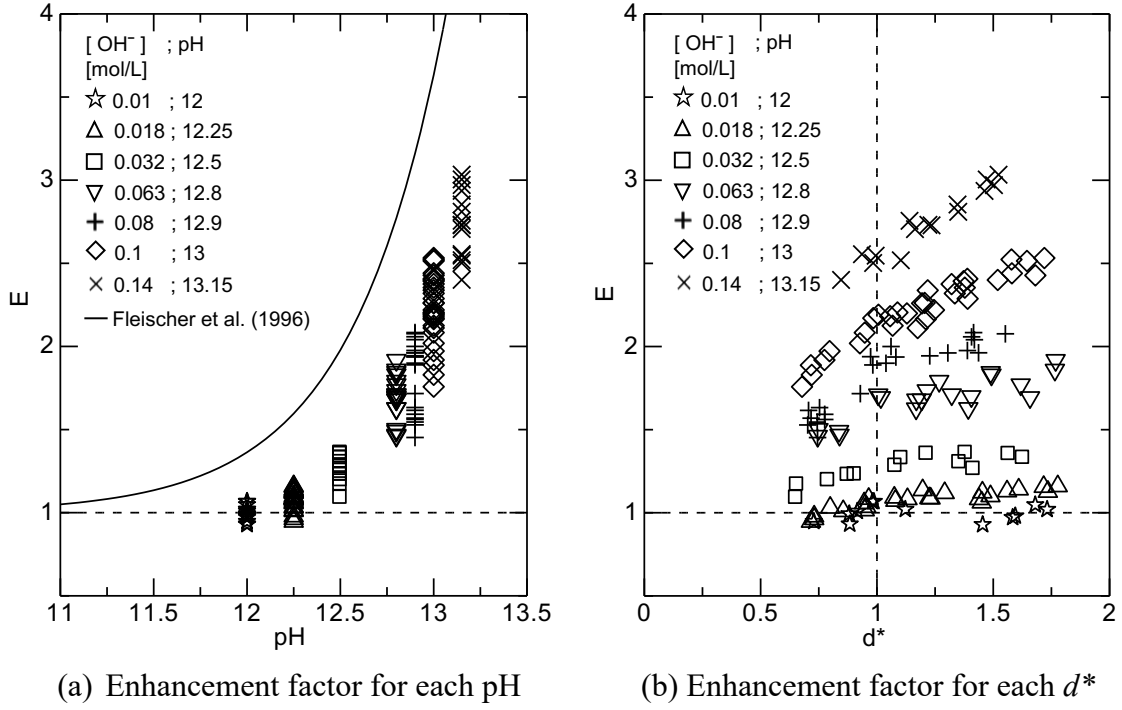 4
3
2
1
E
[ OH⁻ ] ; pH
[mol/L]
0.01 ; 12
0.018 ; 12.25
0.032 ; 12.5
0.063 ; 12.8
0.08 ; 12.9
0.1 ; 13
0.14 ; 13.15
Fleischer et al. (1996)
11 11.5 12 12.5 13 13.5
pH
(a) Enhancement factor for each pH
4
3
2
1
E
[ OH⁻ ] ; pH
[mol/L]
0.01 ; 12
0.018 ; 12.25
0.032 ; 12.5
0.063 ; 12.8
0.08 ; 12.9
0.1 ; 13
0.14 ; 13.15
0 0.5 1 1.5 2
d*
(b) Enhancement factor for each d*